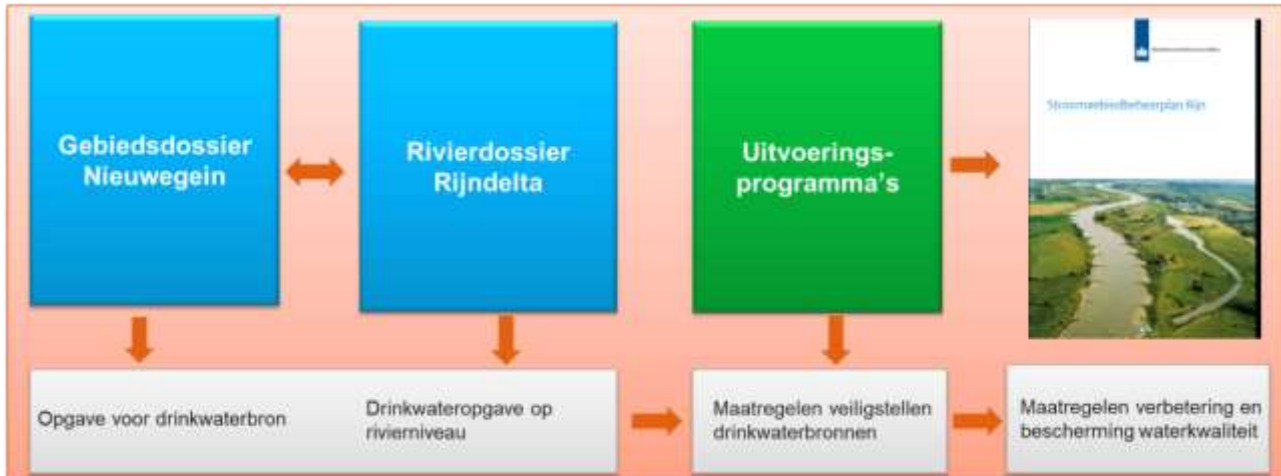 Gebiedsdossier
Nieuwegein
Rivierdossier
Rijndelta
Uitvoerings-
programma's
Stroomgebiedbeheerplan Rijn
Opgave voor drinkwaterbron
Drinkwateropgave op
rivierniveau
Maatregelen veiligstellen
drinkwaterbronnen
Maatregelen verbetering en
bescherming waterkwaliteit